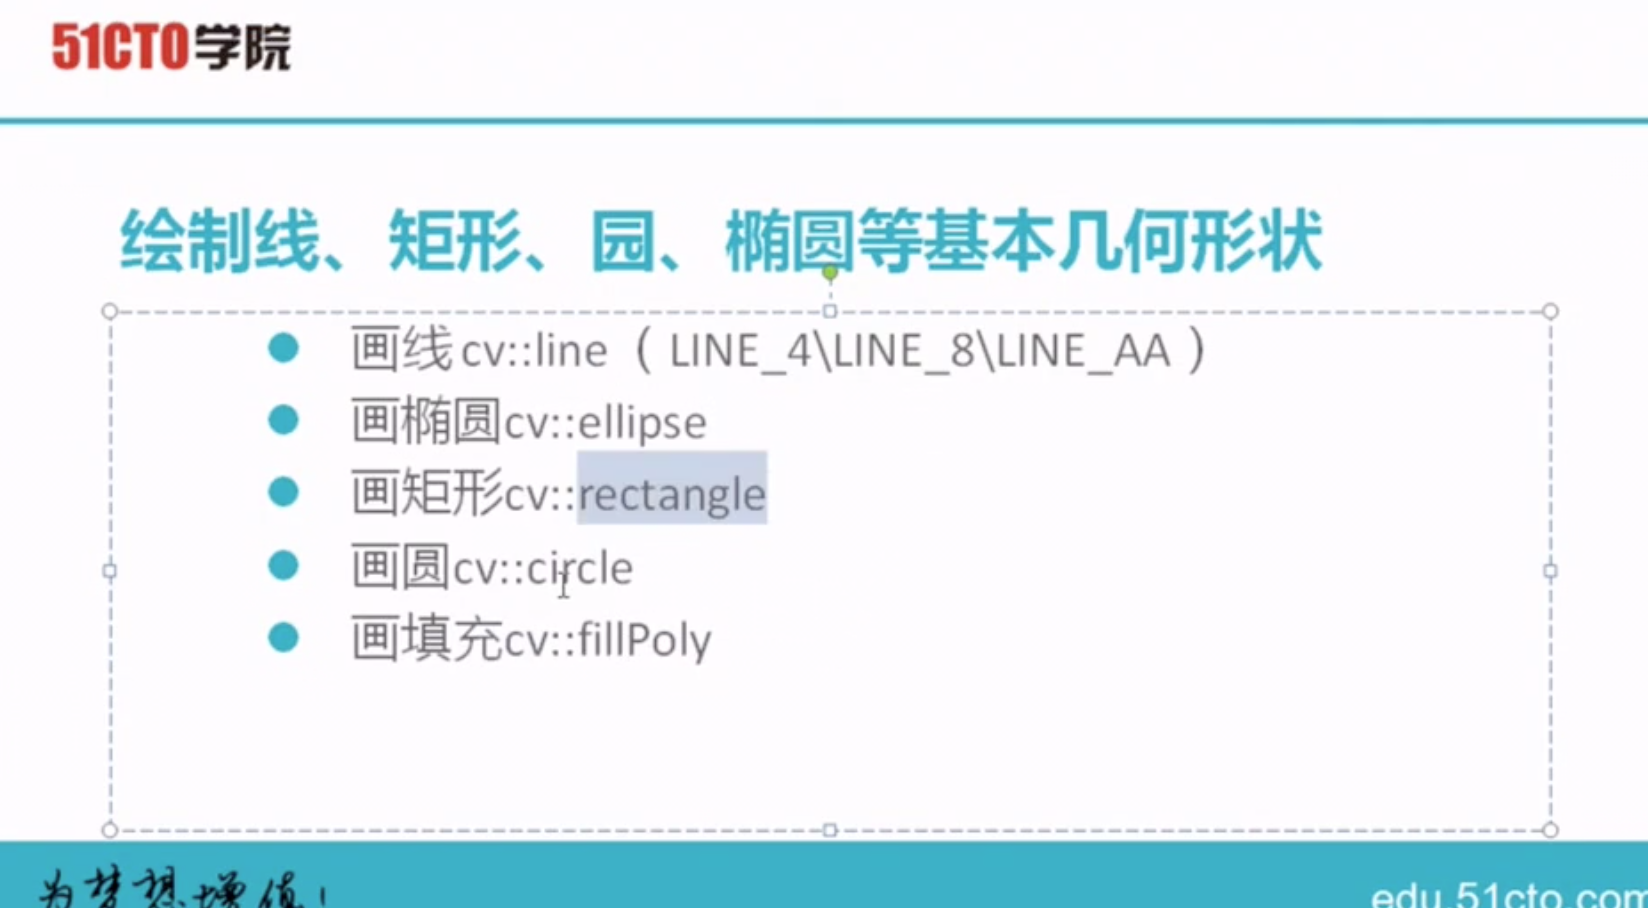 51CTO学院
绘制线、矩形、园、椭圆等基本几何形状
画线cv::line（LINE_4\LINE_8\LINE_AA）
画椭圆cv::ellipse
画矩形cv::rectangle
画圆cv::circle
画填充cv::fillPoly
为梦想增值!
edu.51cto.com